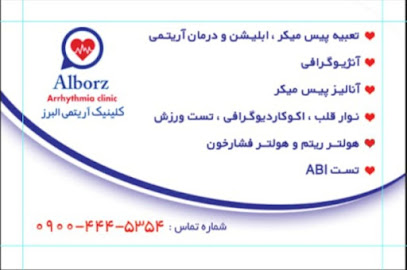 تعبیه پیس میکر ، ابلیشن و درمان آریتمی
آنژیوگرافی
آنالیز پیس میکر
نوار قلب ، اکوکاردیوگرافی ، تست ورزش
هولتر ریتم و هولتر فشارخون
تست ABI
Alborz
Arrhythmia clinic
کلینیک آریتمی البرز
شماره تماس : ۰۹۰۰-۴۴۴-۵۳۵۴